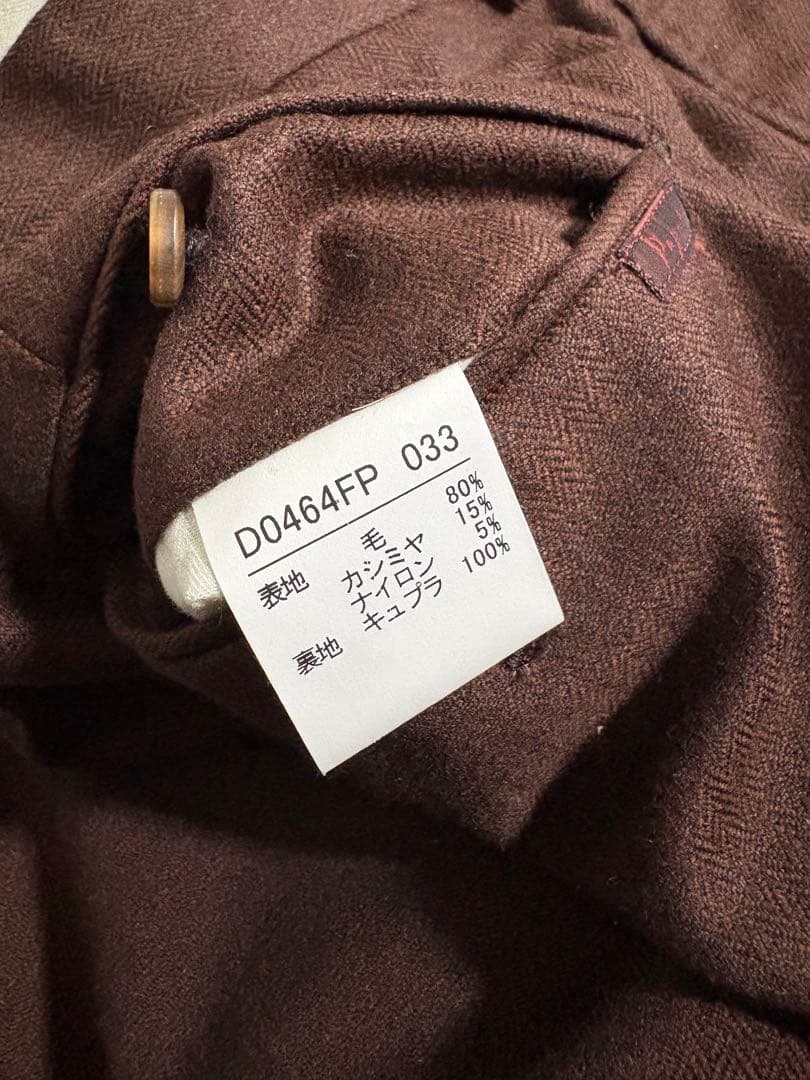 D0464FP 033
表地 毛 80%
カシミヤ 15%
ナイロン 5%
裏地 キュプラ 100%